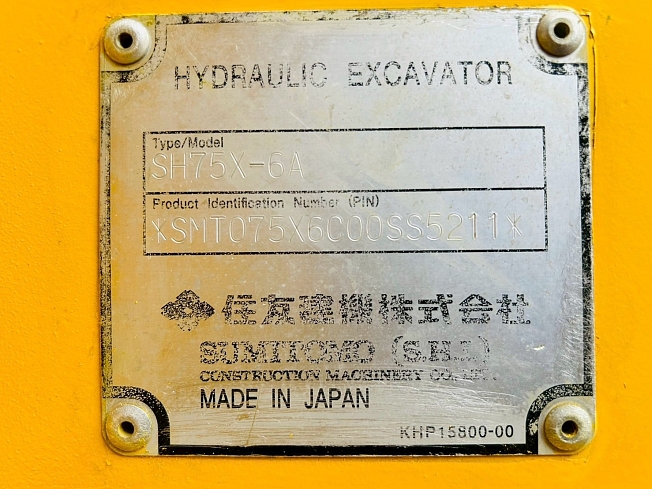 HYDRAULIC EXCAVATOR
Type/Model
SH75X-6A
Product Identification Number (PIN)
*SMT075X6C00SS5211*
住友建機株式会社
SUMITOMO (S.H.I.)
CONSTRUCTION MACHINERY CO., LTD.
MADE IN JAPAN
KHP15800-00